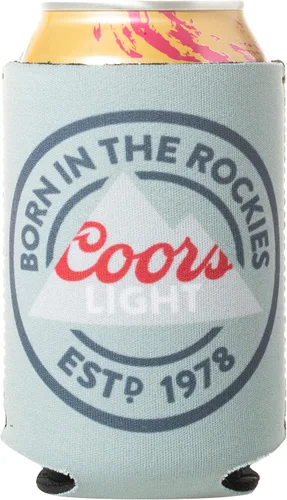 BORN IN THE ROCKIES
Coors
LIGHT
ESTD 1978